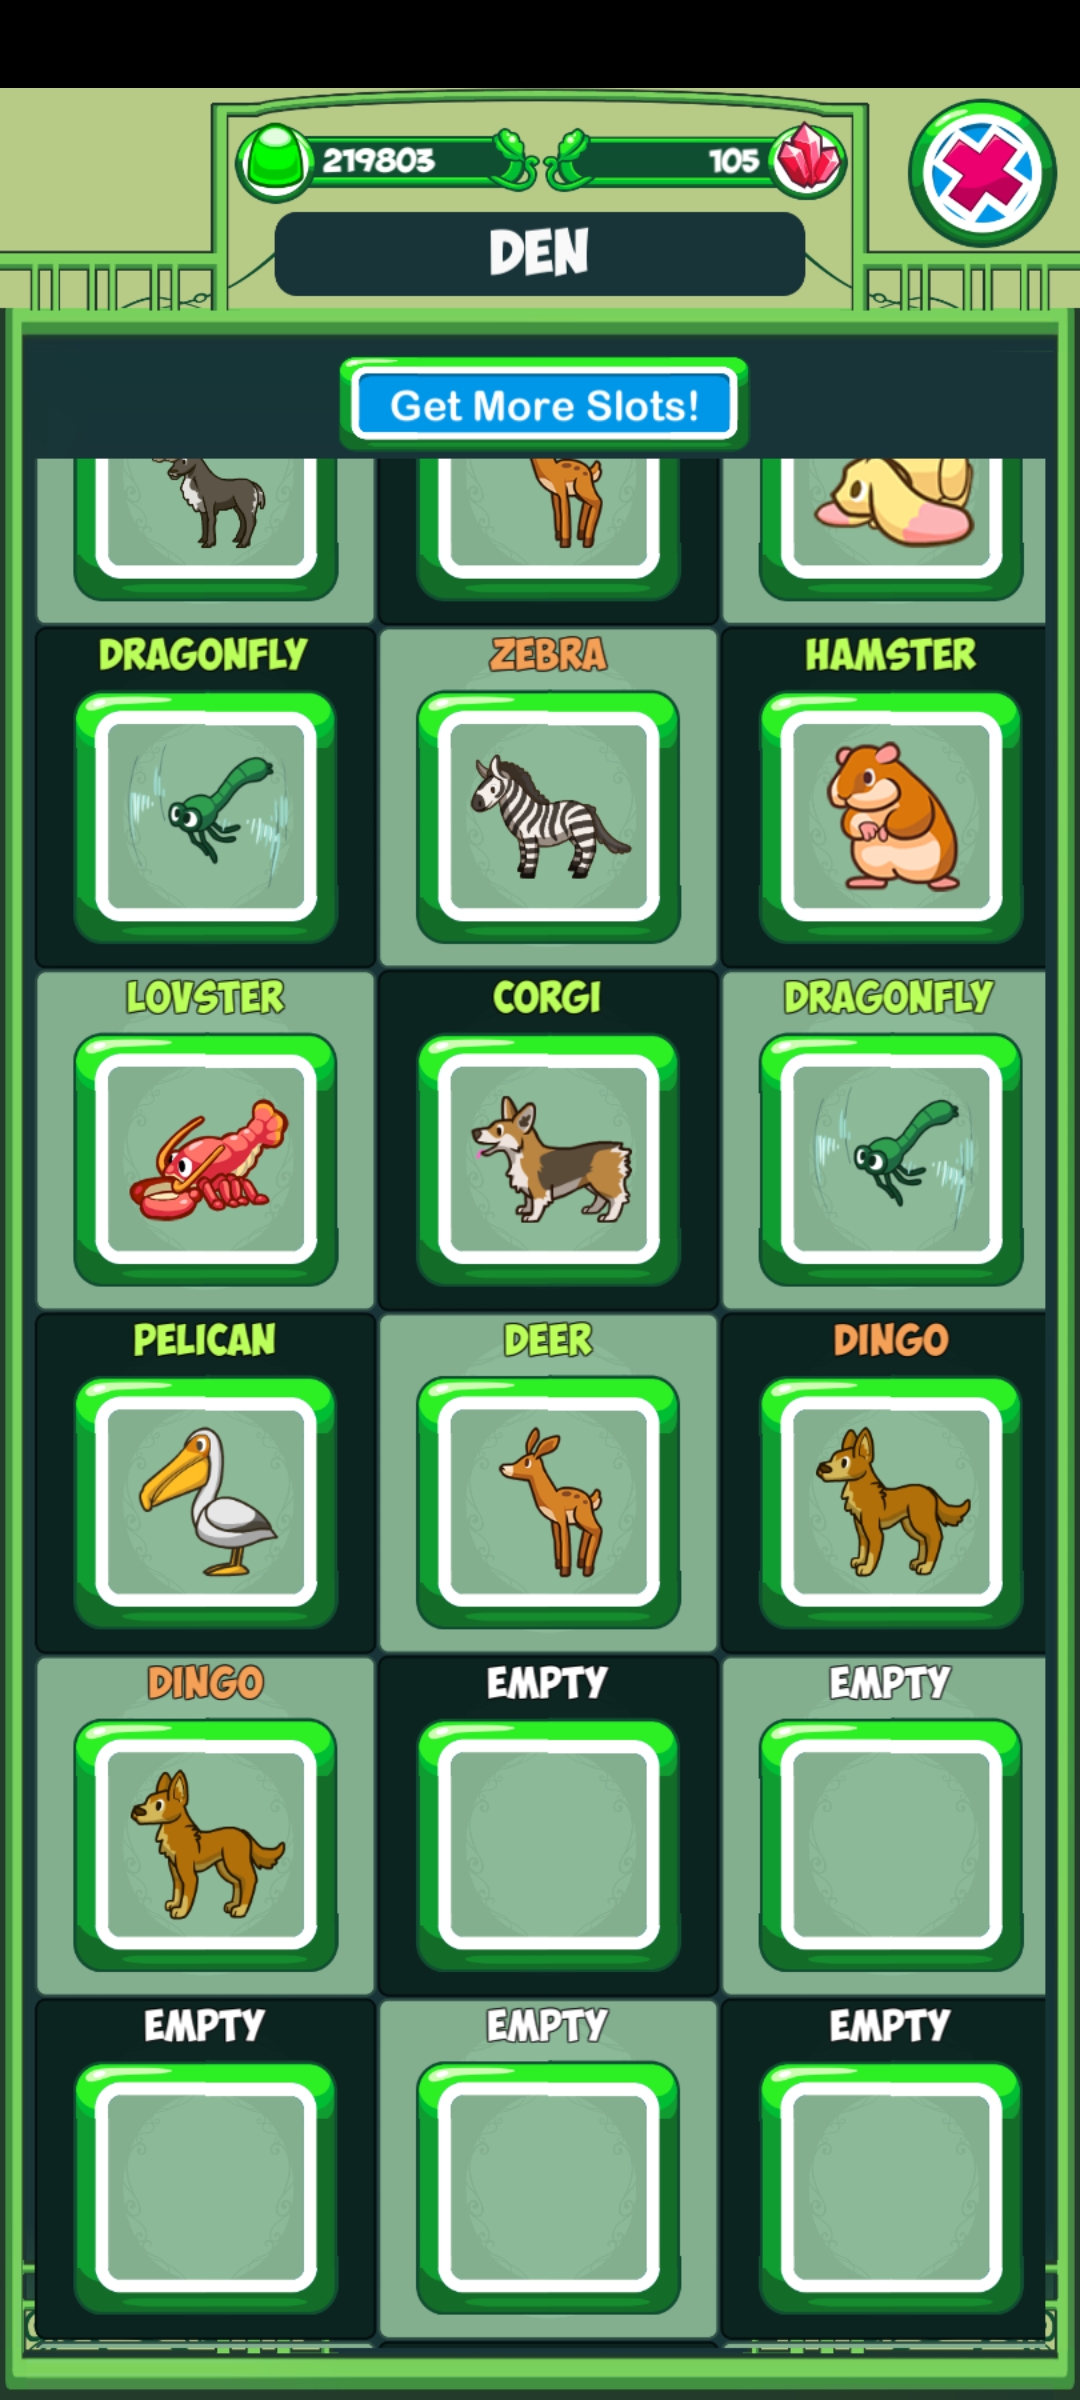 219803 105
DEN
Get More Slots!
DRAGONFLY ZEBRA HAMSTER
LOVSTER CORGI DRAGONFLY
PELICAN DEER DINGO
DINGO EMPTY EMPTY
EMPTY EMPTY EMPTY